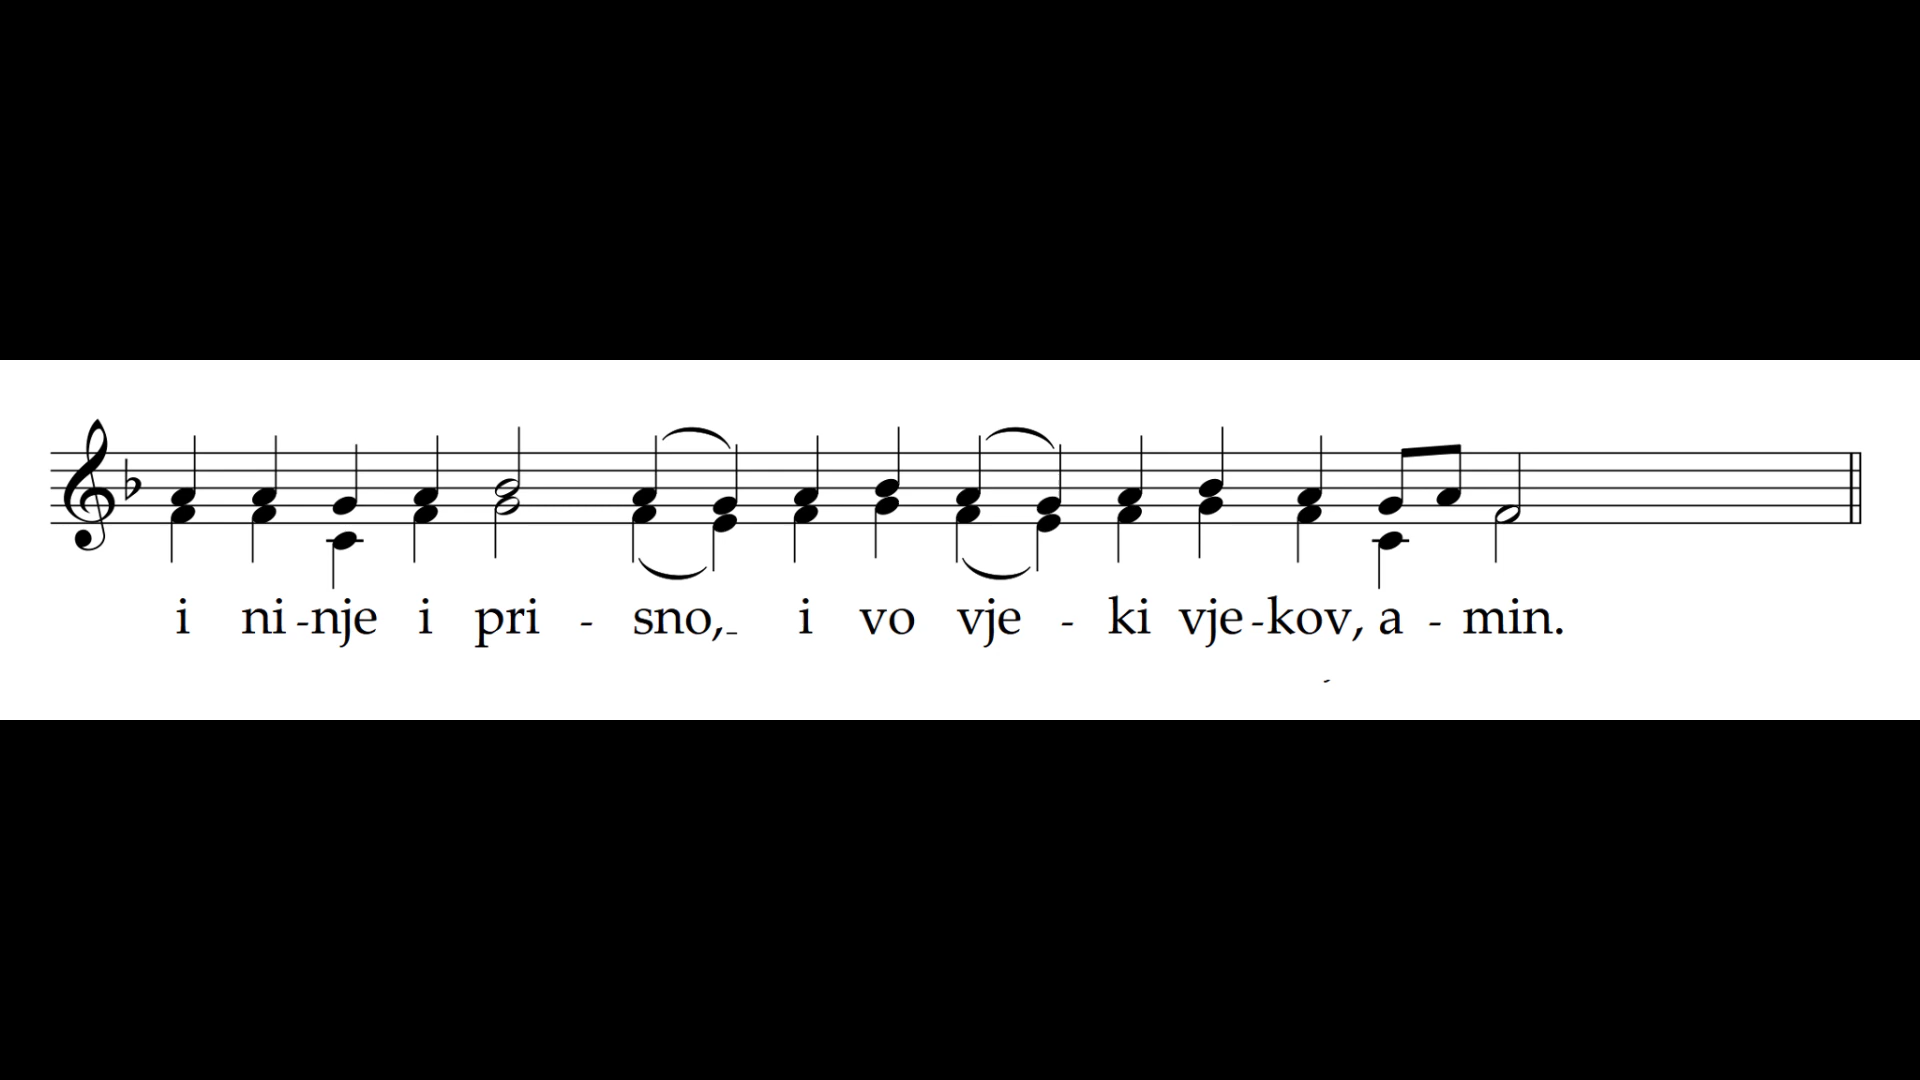 i ni-nje i pri - sno,_ i vo vje - ki vje-kov, a - min.